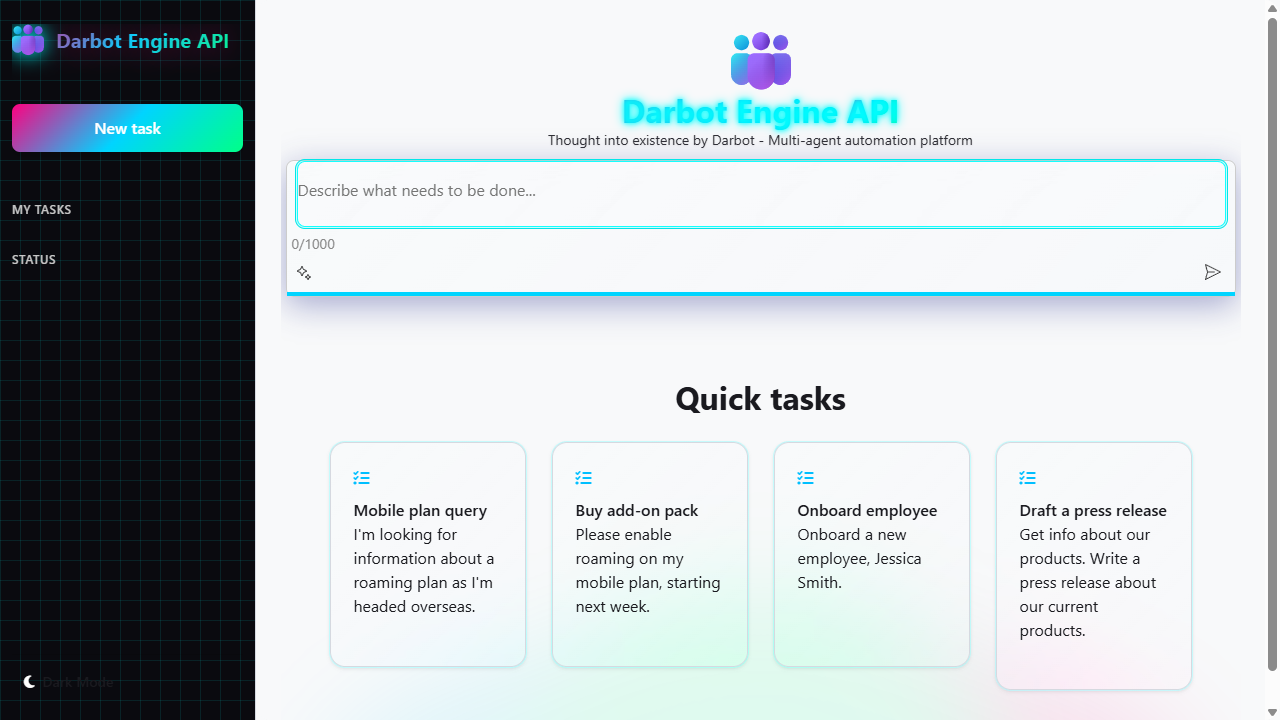 Darbot Engine API
New task
MY TASKS
STATUS
Dark Mode
Darbot Engine API
Thought into existence by Darbot - Multi-agent automation platform
Describe what needs to be done...
0/1000
Quick tasks
Mobile plan query
I'm looking for
information about a
roaming plan as I'm
headed overseas.
Buy add-on pack
Please enable
roaming on my
mobile plan, starting
next week.
Onboard employee
Onboard a new
employee, Jessica
Smith.
Draft a press release
Get info about our
products. Write a
press release about
our current
products.